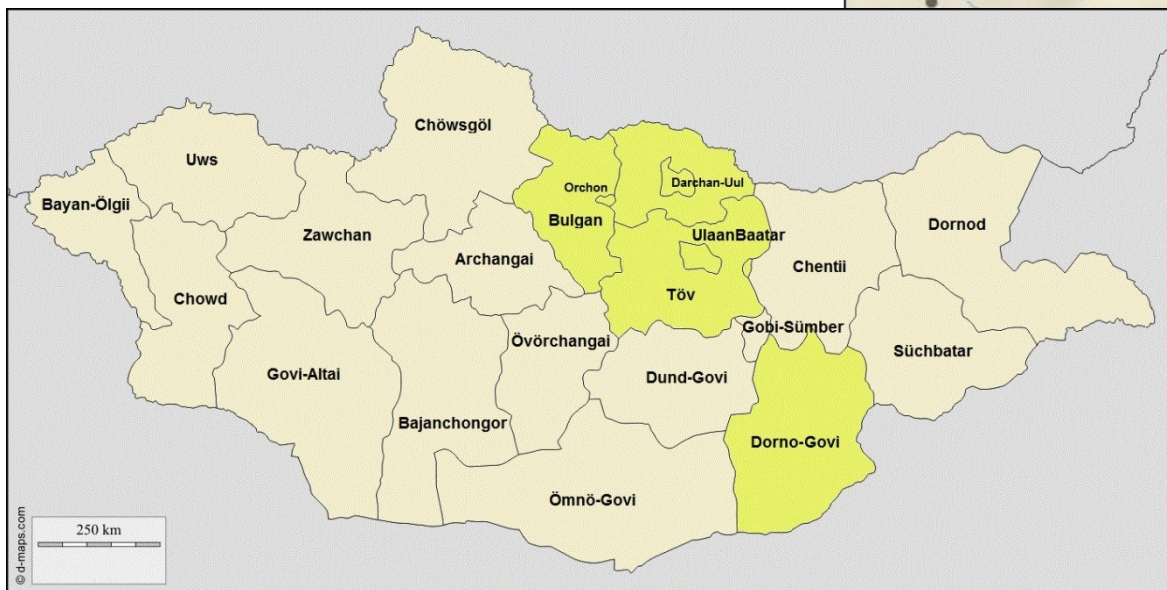 Chöwsgöl
Uws
Bayan-Ölgii
Orchon
Darchan-Uul
Bulgan
Dornod
Zawchan
UlaanBaatar
Archangai
Chentii
Chowd
Töv
Gobi-Sümber
Övörchangai
Süchbatar
Govi-Altai
Dund-Govi
Bajanchongor
Dorno-Govi
Ömnö-Govi
250 km
© d-maps.com